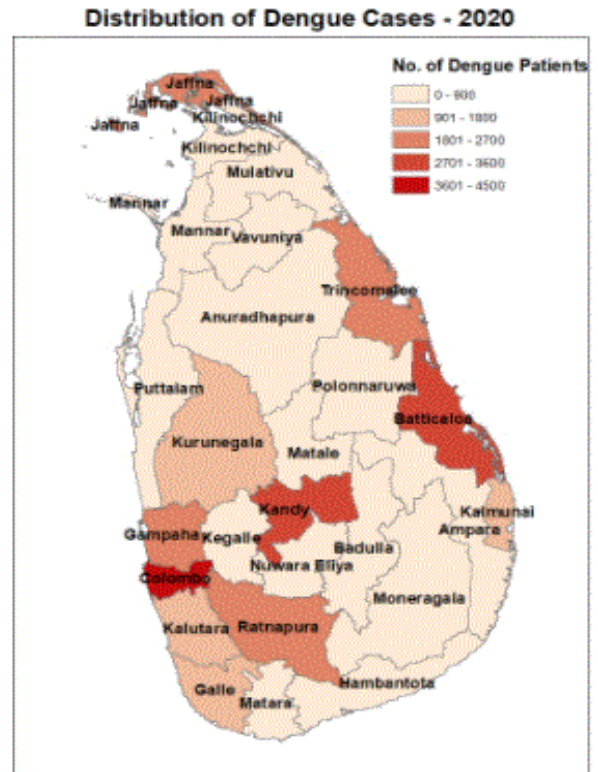 Distribution of Dengue Cases - 2020
No. of Dengue Patients
0 - 900
901 - 1800
1801 - 2700
2701 - 3600
3601 - 4500
Jaffna
Jaffna
Jaffna
Jaffna
Kilinochchi
Kilinochchi
Mulativu
Mannar
Mannar
Vavuniya
Trincomalee
Anuradhapura
Puttalam
Polonnaruwa
Batticaloa
Kurunegala
Matale
Kandy
Kalmunai
Ampara
Gampaha
Kegalle
Badulla
Nuwara Eliya
Colombo
Moneragala
Kalutara
Ratnapura
Galle
Hambantota
Matara